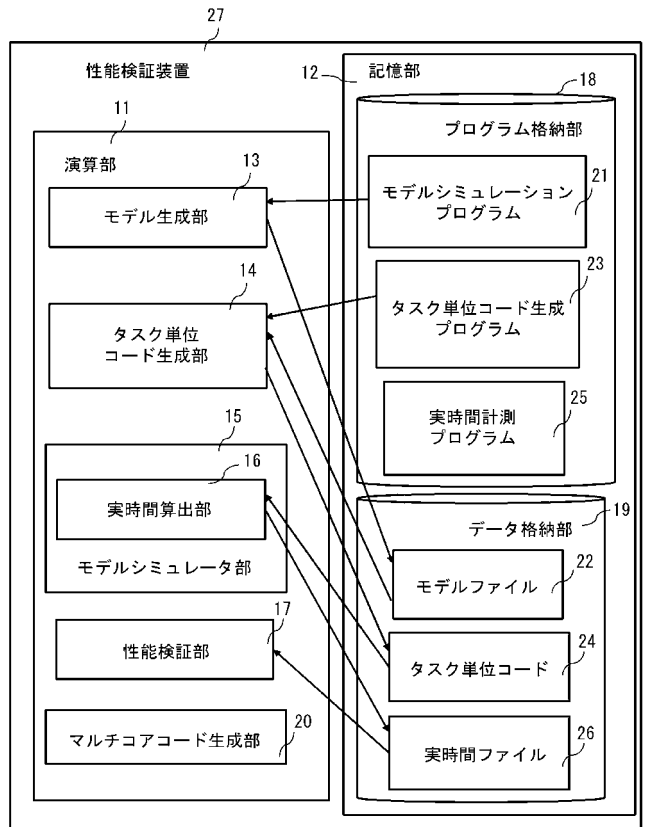 27
性能検証装置
11
演算部
13
モデル生成部
14
タスク単位
コード生成部
15
16
実時間算出部
モデルシミュレータ部
17
性能検証部
マルチコアコード生成部
20
12
記憶部
18
プログラム格納部
モデルシミュレーション
プログラム
21
23
タスク単位コード生成
プログラム
実時間計測
プログラム
25
データ格納部
19
モデルファイル
22
タスク単位コード
24
実時間ファイル
26